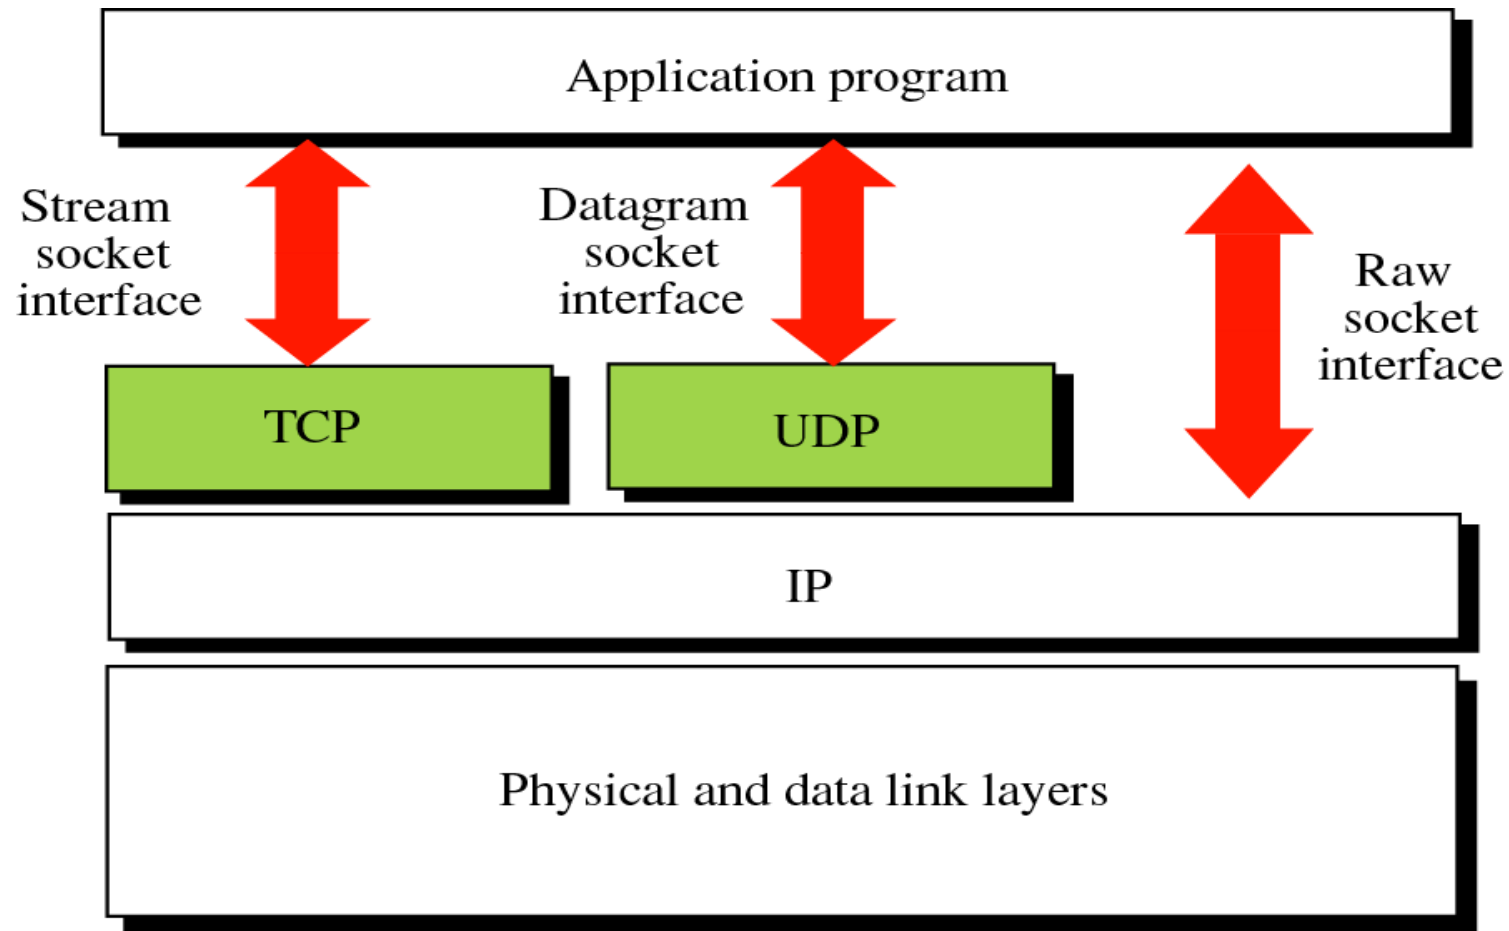 Application program
Stream
socket
interface
Datagram
socket
interface
Raw
socket
interface
TCP
UDP
IP
Physical and data link layers